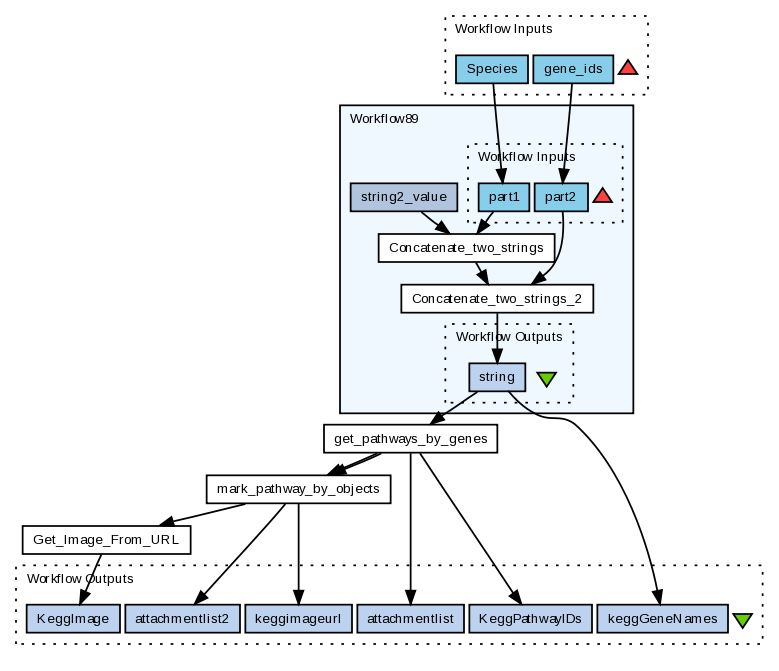 Workflow Inputs
Species
gene_ids
Workflow89
Workflow Inputs
string2_value
part1
part2
Concatenate_two_strings
Concatenate_two_strings_2
Workflow Outputs
string
get_pathways_by_genes
mark_pathway_by_objects
Get_Image_From_URL
Workflow Outputs
KeggImage
attachmentlist2
keggimageurl
attachmentlist
KeggPathwayIDs
keggGeneNames